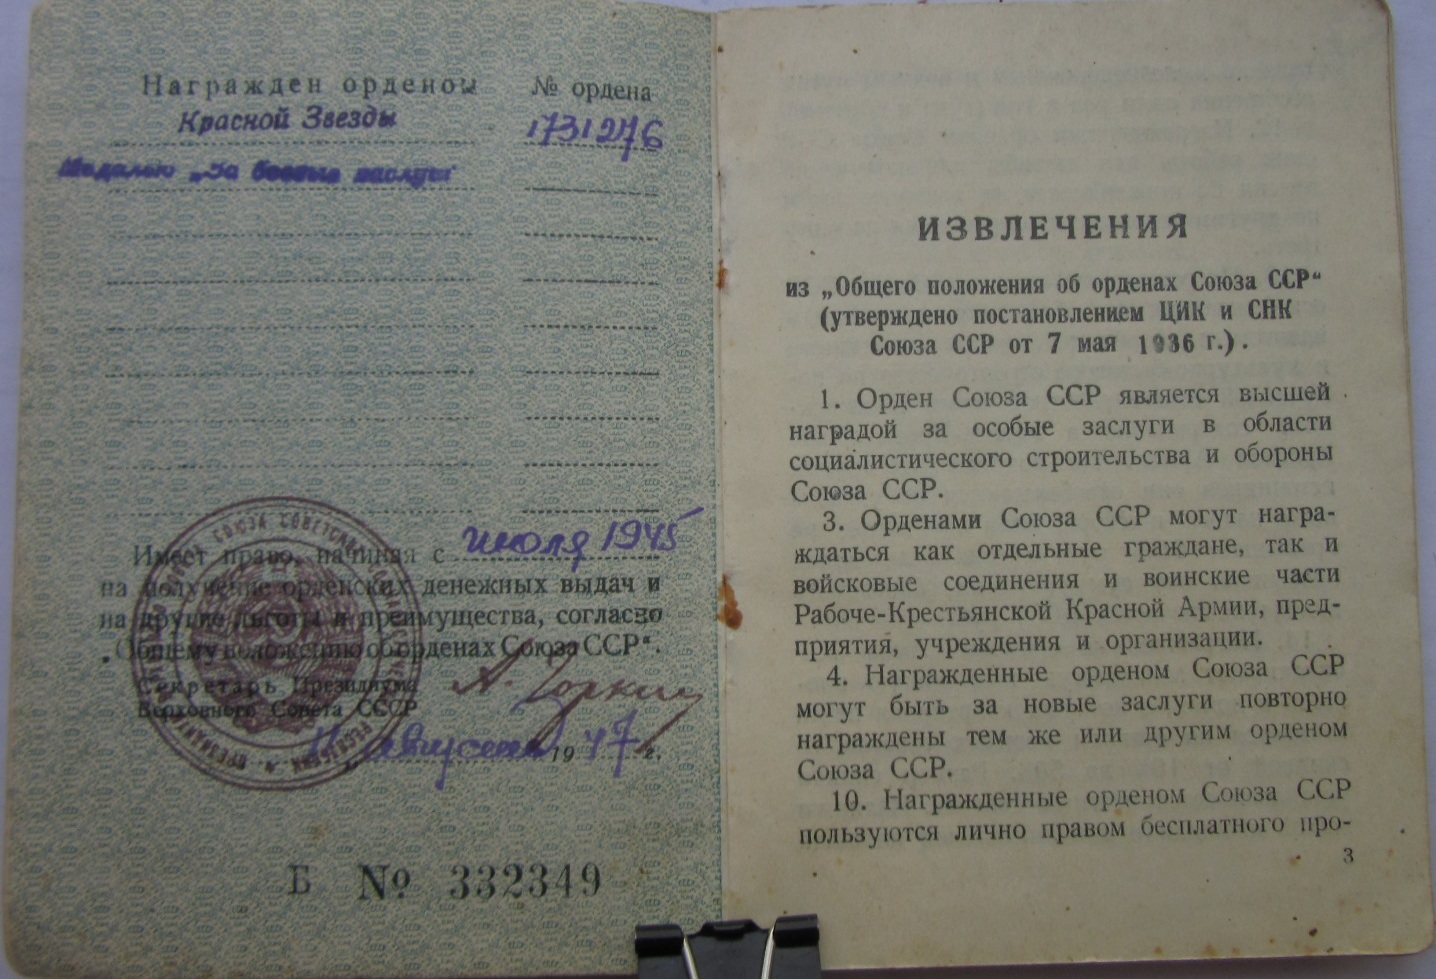 Награжден орденом № ордена
Красной Звезды 1731276
Медалью „За боевые заслуги"
Имеет право, начиная с июля 1945
на получение орденских денежных выдач и
на другие льготы и преимущества, согласно
„Общему положению об орденах Союза ССР".
Секретарь Президиума
Верховного Совета СССР
А. Горкин
1947 г.
Б № 332349
ИЗВЛЕЧЕНИЯ
из „Общего положения об орденах Союза ССР"
(утверждено постановлением ЦИК и СНК
Союза ССР от 7 мая 1936 г.).
1. Орден Союза ССР является высшей
наградой за особые заслуги в области
социалистического строительства и обороны
Союза ССР.
3. Орденами Союза ССР могут награ-
ждаться как отдельные граждане, так и
войсковые соединения и воинские части
Рабоче-Крестьянской Красной Армии, пред-
приятия, учреждения и организации.
4. Награжденные орденом Союза ССР
могут быть за новые заслуги повторно
награждены тем же или другим орденом
Союза ССР.
10. Награжденные орденом Союза ССР
пользуются лично правом бесплатного про-
3